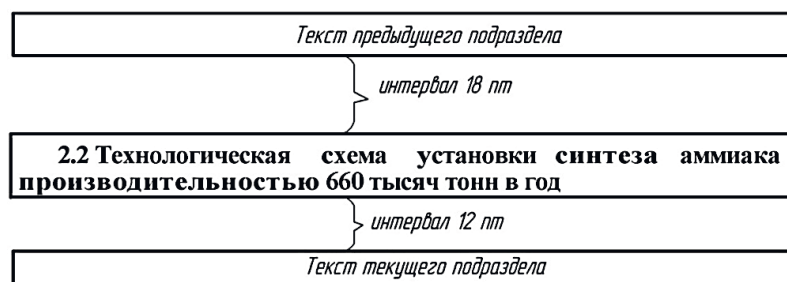 Текст предыдущего подраздела
интервал 18 пт
2.2 Технологическая схема установки синтеза аммиака
производительностью 660 тысяч тонн в год
интервал 12 пт
Текст текущего подраздела